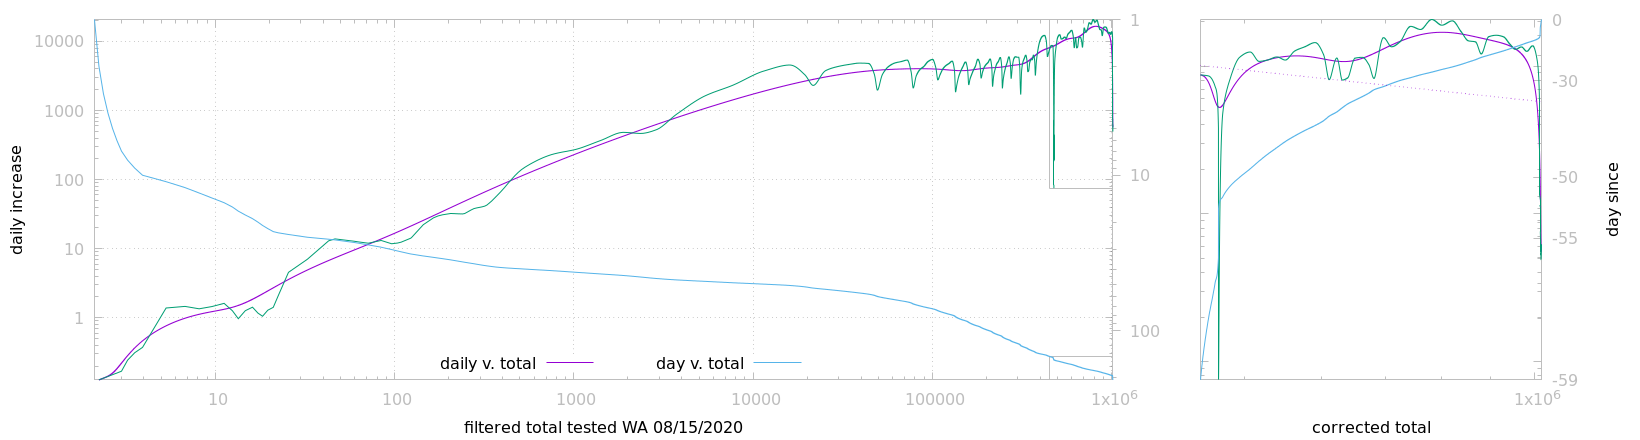 10000
1000
100
10
1
daily increase
10
100
1000
10000
100000
1x10^6
filtered total tested WA 08/15/2020
daily v. total
day v. total
1
10
100
0
-30
-50
-55
-59
day since
1x10^6
corrected total